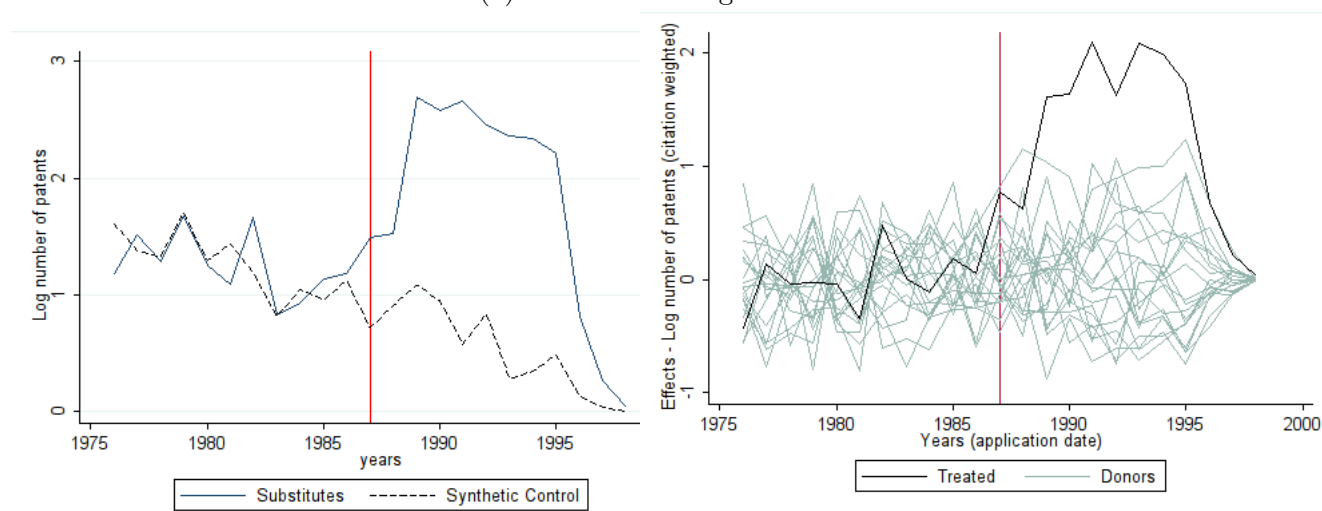 Log number of patents
3
2
1
0
1975 1980 1985 1990 1995
years
Substitutes Synthetic Control
Effects - Log number of patents (citation weighted)
2
1
0
-1
1975 1980 1985 1990 1995 2000
Years (application date)
Treated Donors